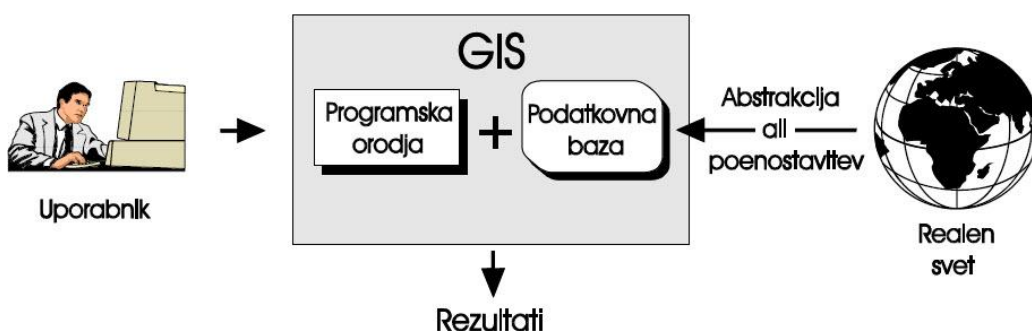 GIS
Programska
orodja
+
Podatkovna
baza
Abstrakcija
ali
poenostavitev
Uporabnik
Realen
svet
Rezultati